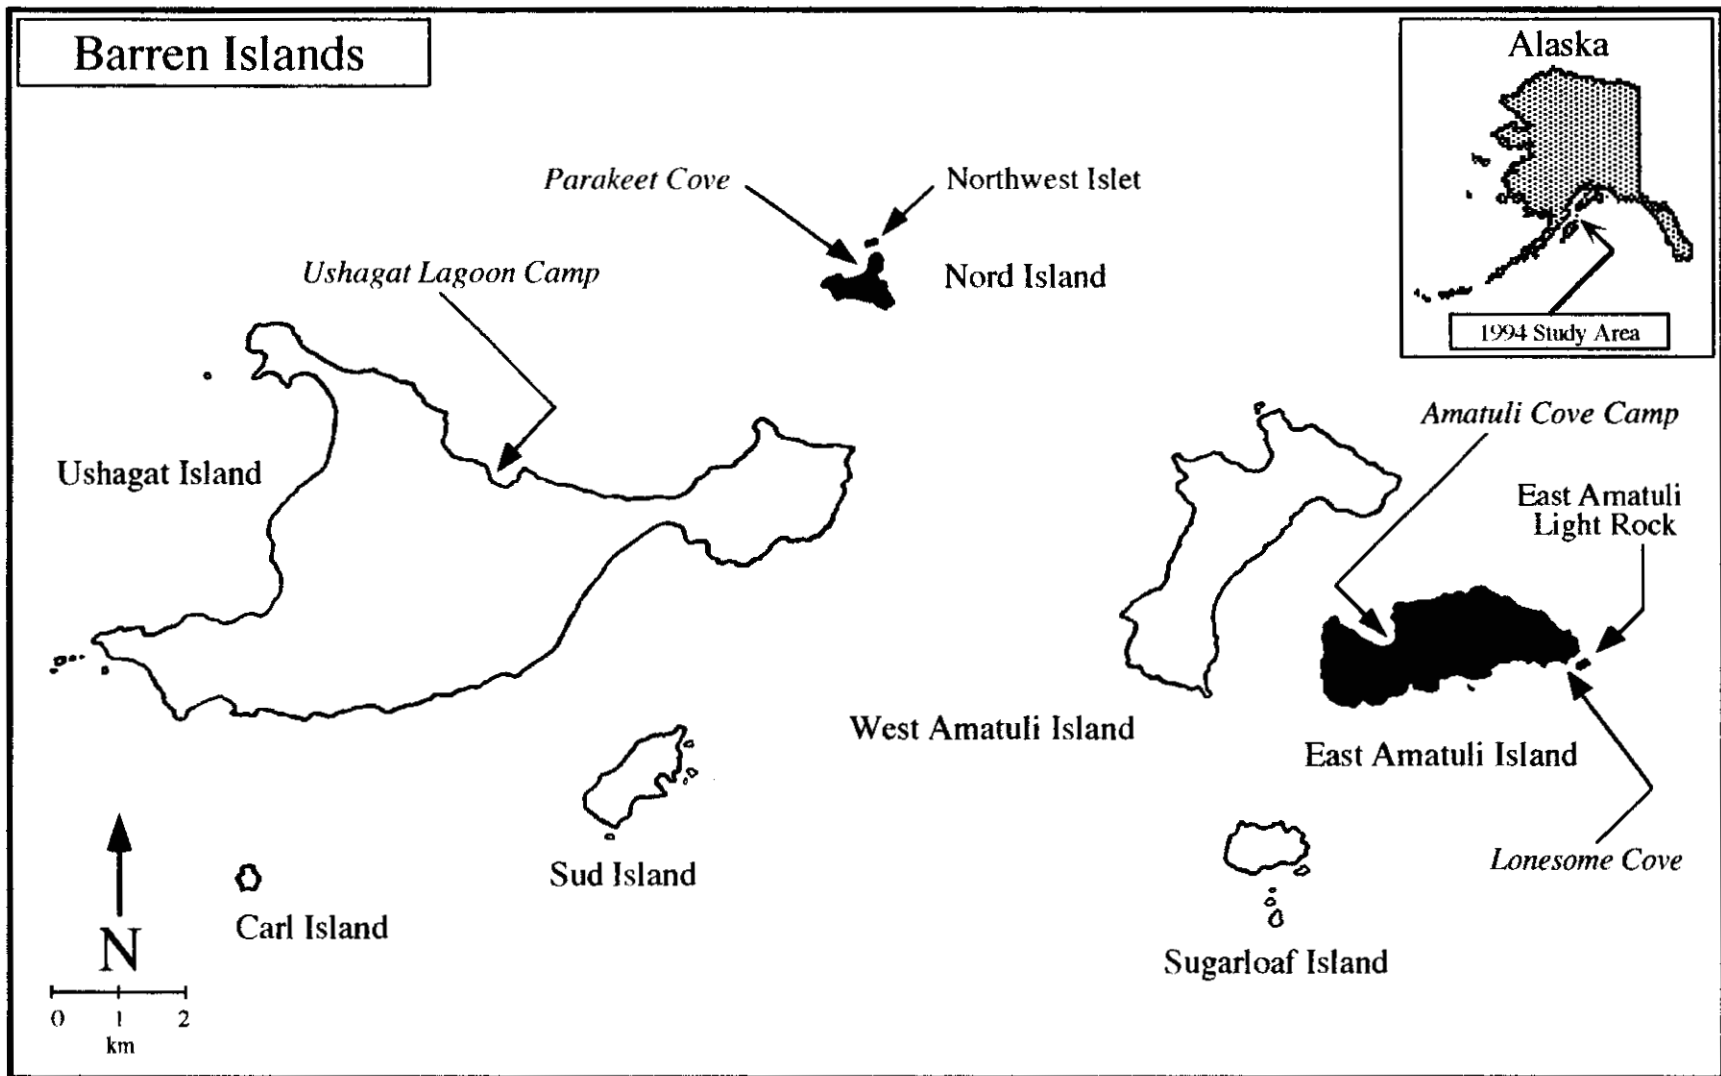 Barren Islands
Alaska
1994 Study Area
Parakeet Cove
Northwest Islet
Nord Island
Ushagat Lagoon Camp
Ushagat Island
Amatuli Cove Camp
East Amatuli
Light Rock
West Amatuli Island
East Amatuli Island
Lonesome Cove
Sud Island
Carl Island
Sugarloaf Island
N
0 1 2
km